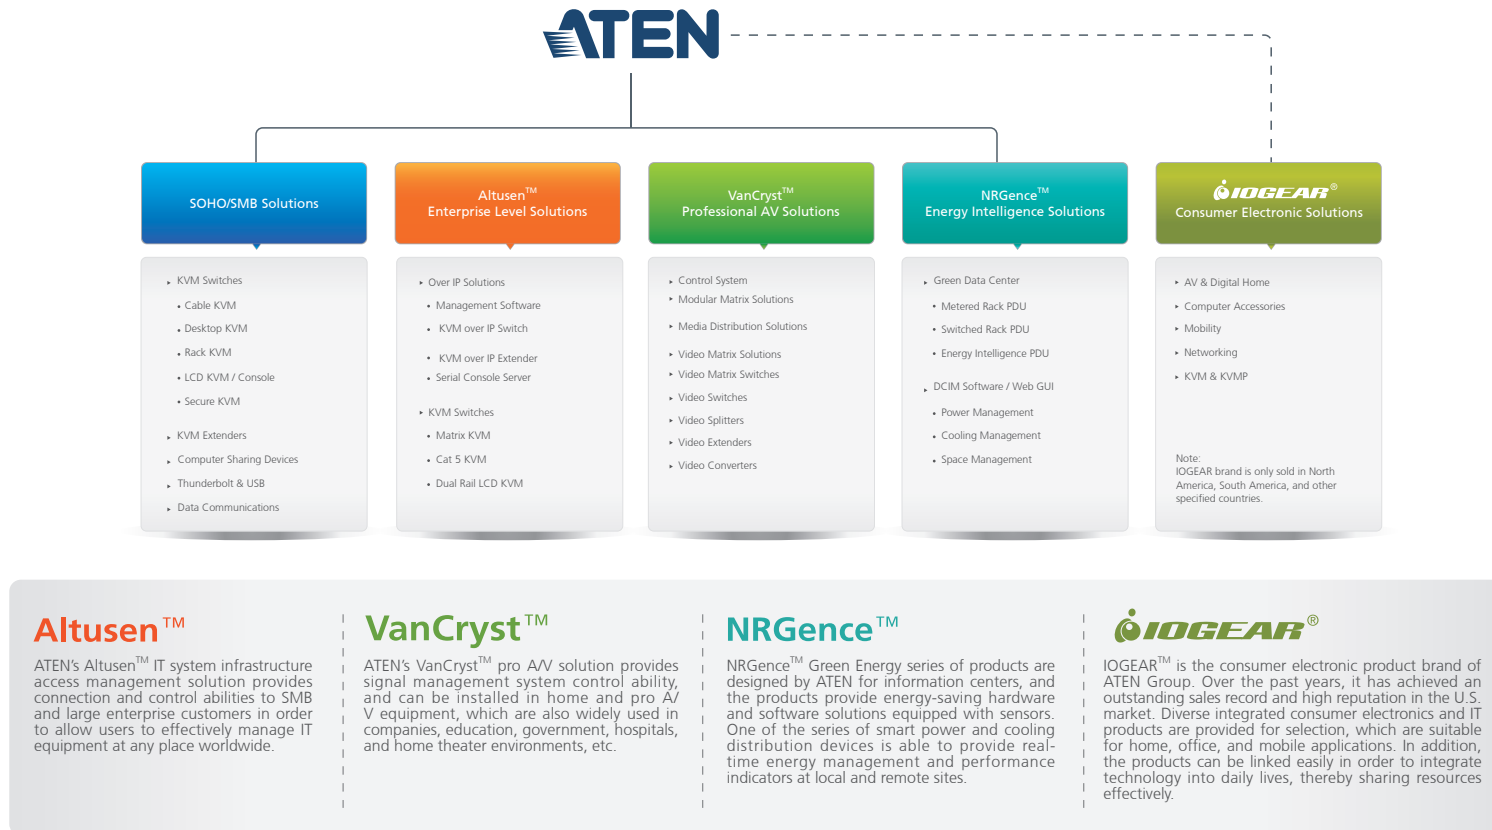 ATEN
SOHO/SMB Solutions
KVM Switches
Cable KVM
Desktop KVM
Rack KVM
LCD KVM / Console
Secure KVM
KVM Extenders
Computer Sharing Devices
Thunderbolt & USB
Data Communications
Altusen™
Enterprise Level Solutions
Over IP Solutions
Management Software
KVM over IP Switch
KVM over IP Extender
Serial Console Server
KVM Switches
Matrix KVM
Cat 5 KVM
Dual Rail LCD KVM
VanCryst™
Professional AV Solutions
Control System
Modular Matrix Solutions
Media Distribution Solutions
Video Matrix Solutions
Video Matrix Switches
Video Switches
Video Splitters
Video Extenders
Video Converters
NRGence™
Energy Intelligence Solutions
Green Data Center
Metered Rack PDU
Switched Rack PDU
Energy Intelligence PDU
DCIM Software / Web GUI
Power Management
Cooling Management
Space Management
IOGEAR®
Consumer Electronic Solutions
AV & Digital Home
Computer Accessories
Mobility
Networking
KVM & KVMP
Note:
IOGEAR brand is only sold in North
America, South America, and other
specified countries.
Altusen™
ATEN's Altusen™ IT system infrastructure
access management solution provides
connection and control abilities to SMB
and large enterprise customers in order
to allow users to effectively manage IT
equipment at any place worldwide.
VanCryst™
ATEN's VanCryst™ pro A/V solution provides
signal management system control ability,
and can be installed in home and pro A/
V equipment, which are also widely used in
companies, education, government, hospitals,
and home theater environments, etc.
NRGence™
NRGence™ Green Energy series of products are
designed by ATEN for information centers, and
the products provide energy-saving hardware
and software solutions equipped with sensors.
One of the series of smart power and cooling
distribution devices is able to provide real-
time energy management and performance
indicators at local and remote sites.
IOGEAR®
IOGEAR™ is the consumer electronic product brand of
ATEN Group. Over the past years, it has achieved an
outstanding sales record and high reputation in the U.S.
market. Diverse integrated consumer electronics and IT
products are provided for selection, which are suitable
for home, office, and mobile applications. In addition,
the products can be linked easily in order to integrate
technology into daily lives, thereby sharing resources
effectively.